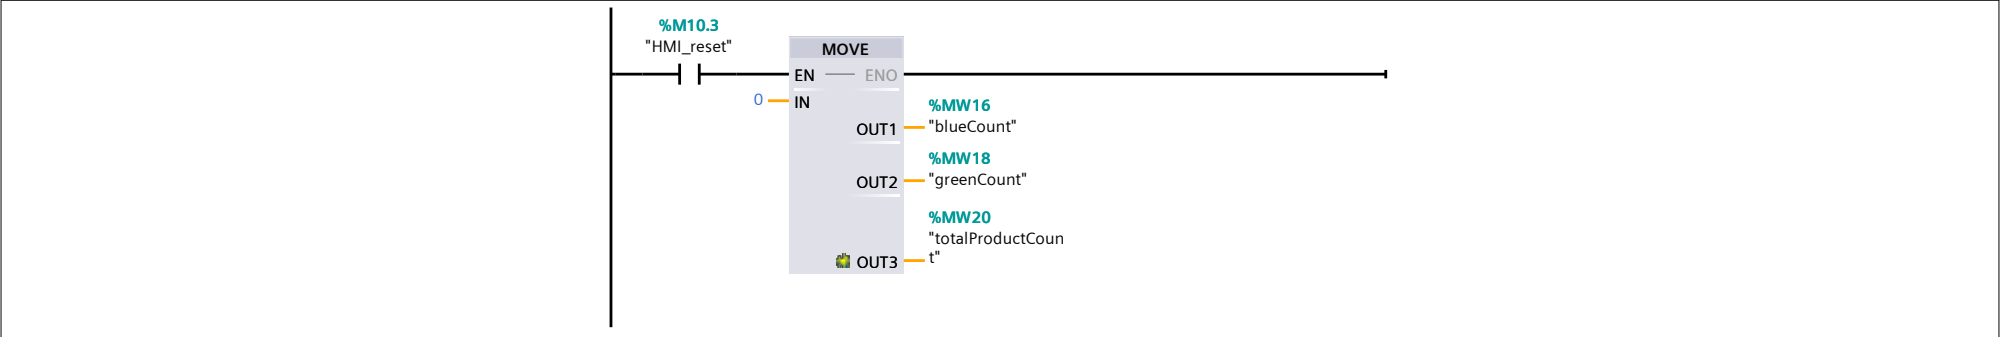 %M10.3
"HMI_reset"
MOVE
EN
ENO
0
IN
%MW16
OUT1
"blueCount"
%MW18
OUT2
"greenCount"
%MW20
"totalProductCoun
t"
OUT3